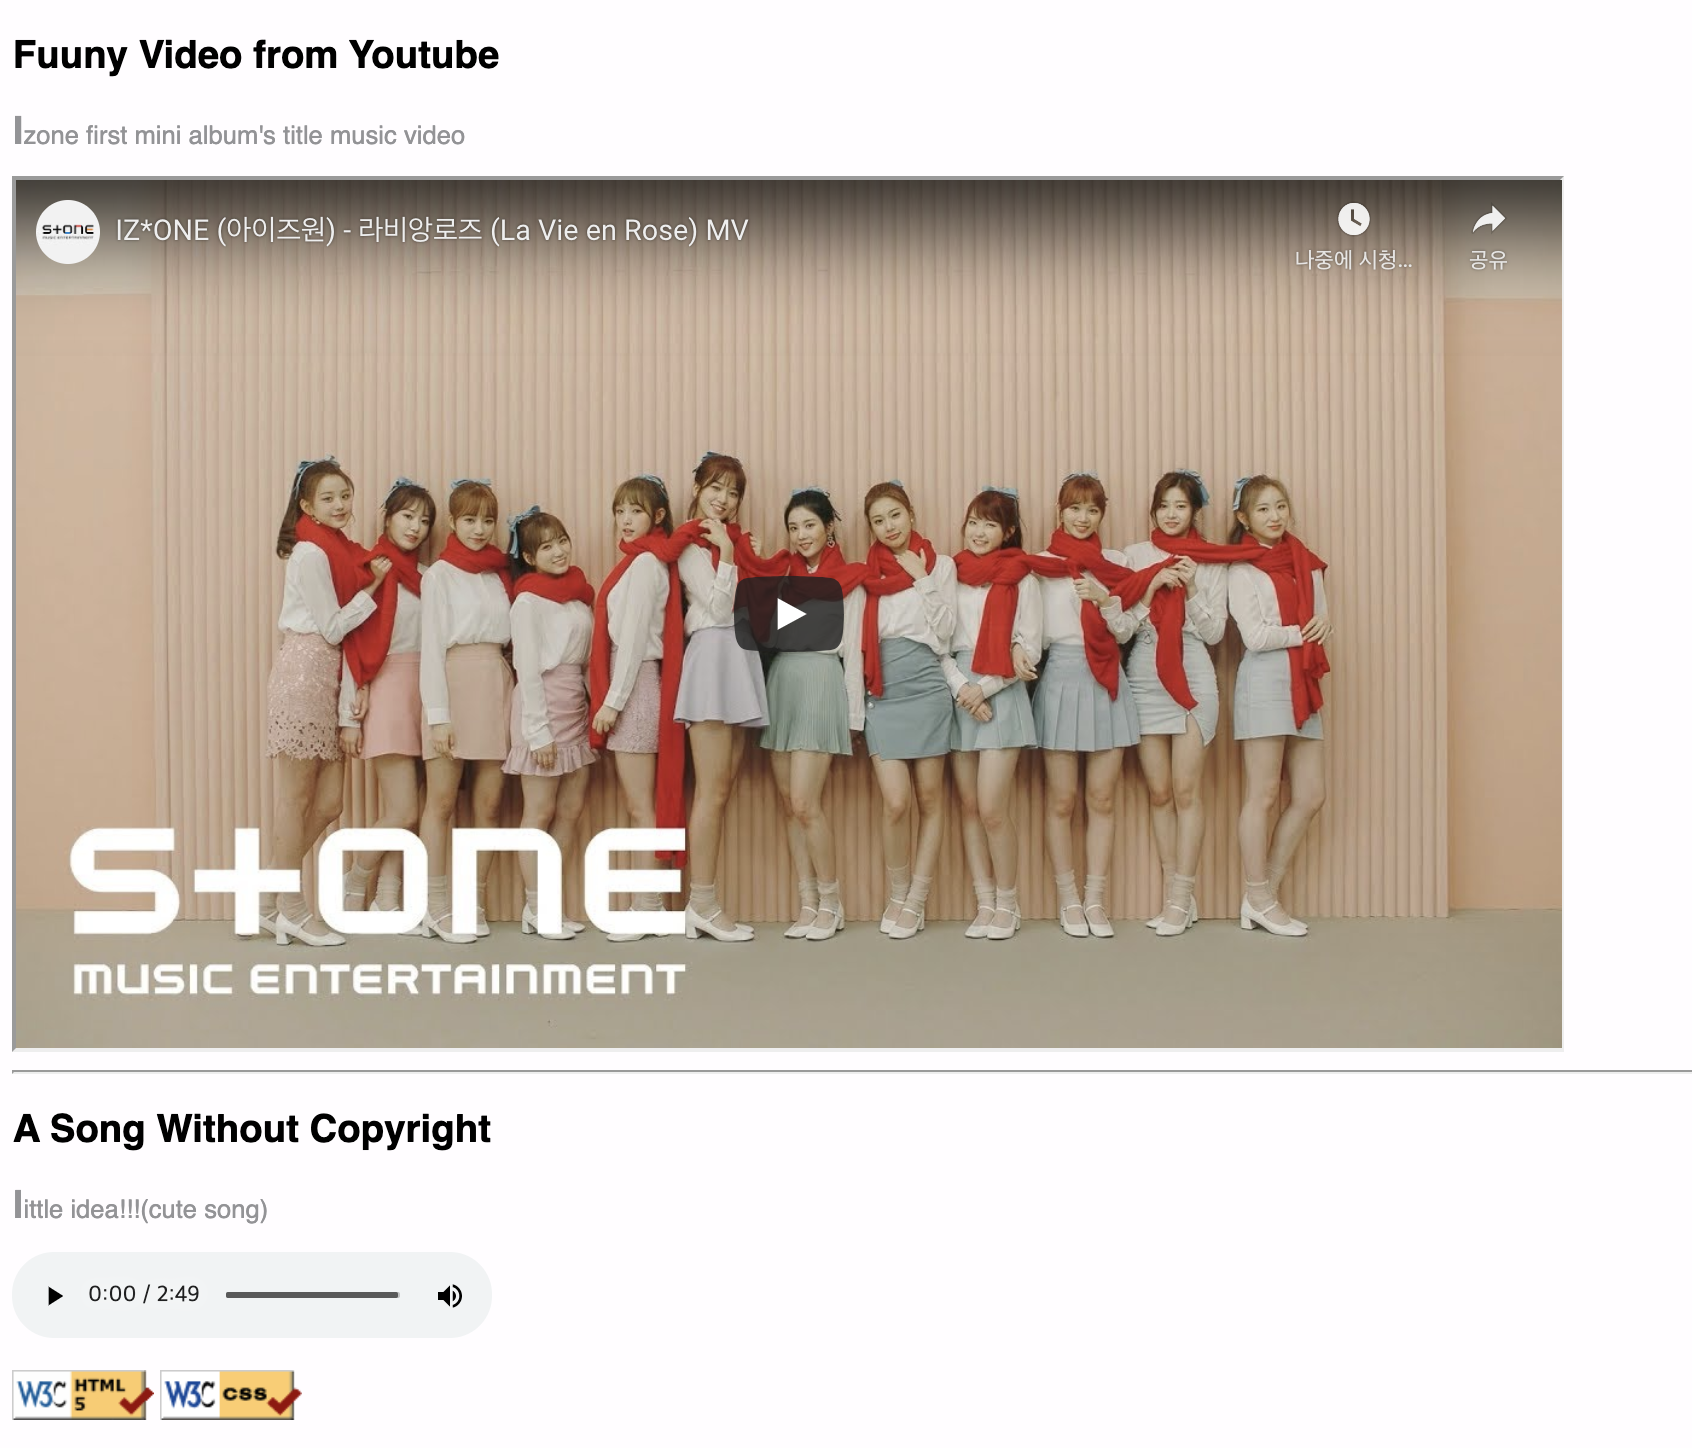 Fuuny Video from Youtube
Izone first mini album's title music video
S+ONE
IZ*ONE (아이즈원) - 라비앙로즈 (La Vie en Rose) MV
나중에 시청...
공유
S+ONE
MUSIC ENTERTAINMENT
A Song Without Copyright
little idea!!!(cute song)
0:00 / 2:49
W3C HTML 5
W3C CSS